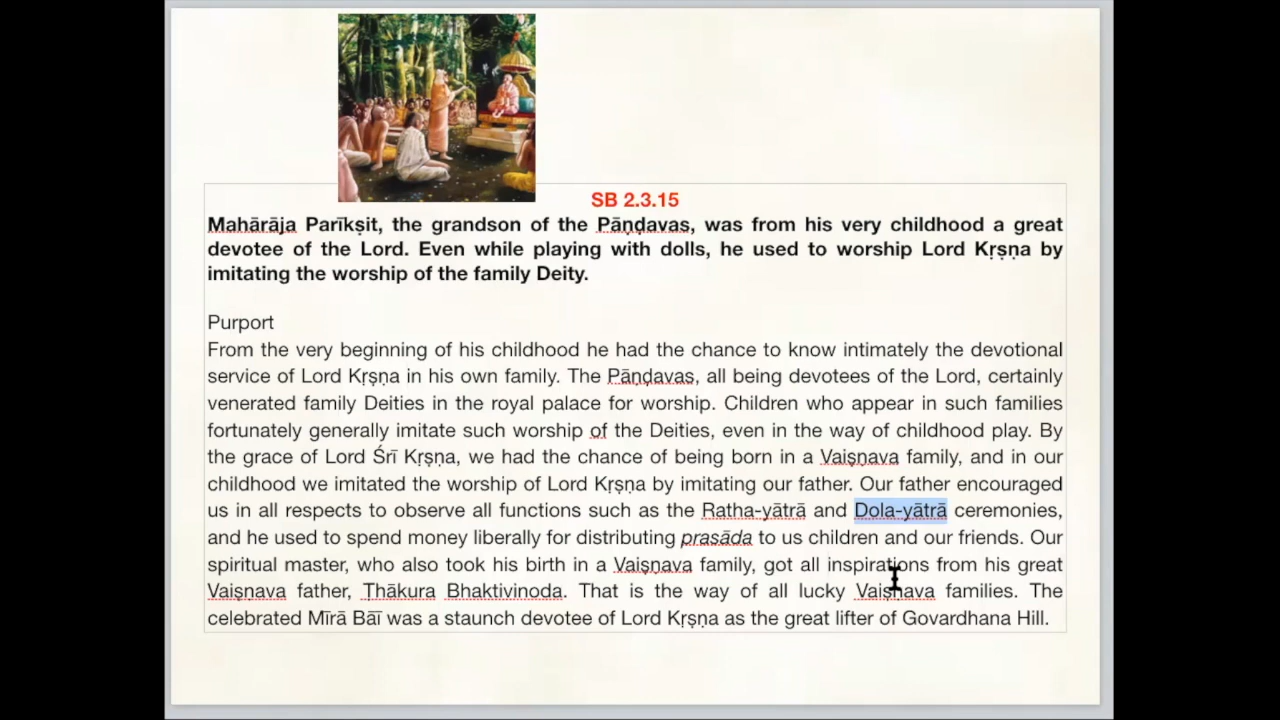 SB 2.3.15
Mahārāja Parīkṣit, the grandson of the Pāṇḍavas, was from his very childhood a great
devotee of the Lord. Even while playing with dolls, he used to worship Lord Kṛṣṇa by
imitating the worship of the family Deity.
Purport
From the very beginning of his childhood he had the chance to know intimately the devotional
service of Lord Kṛṣṇa in his own family. The Pāṇḍavas, all being devotees of the Lord, certainly
venerated family Deities in the royal palace for worship. Children who appear in such families
fortunately generally imitate such worship of the Deities, even in the way of childhood play. By
the grace of Lord Śrī Kṛṣṇa, we had the chance of being born in a Vaiṣṇava family, and in our
childhood we imitated the worship of Lord Kṛṣṇa by imitating our father. Our father encouraged
us in all respects to observe all functions such as the Ratha-yātrā and Dola-yātrā ceremonies,
and he used to spend money liberally for distributing prasāda to us children and our friends. Our
spiritual master, who also took his birth in a Vaiṣṇava family, got all inspirations from his great
Vaiṣṇava father, Ṭhākura Bhaktivinoda. That is the way of all lucky Vaiṣṇava families. The
celebrated Mīrā Bāī was a staunch devotee of Lord Kṛṣṇa as the great lifter of Govardhana Hill.